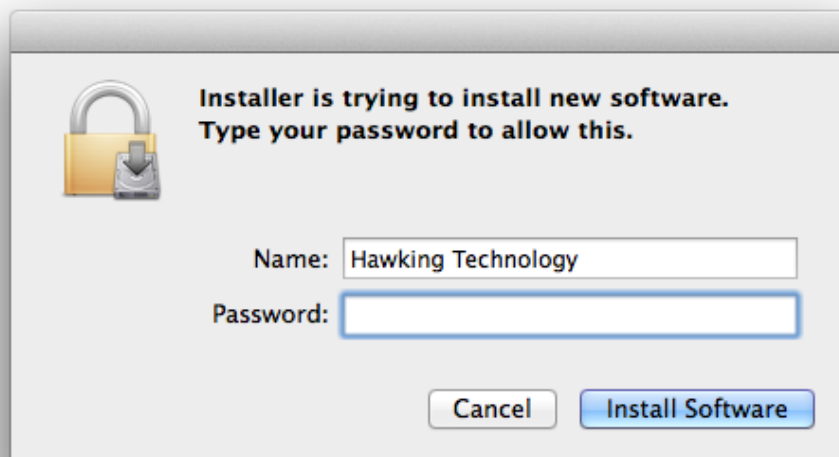 Installer is trying to install new software.
Type your password to allow this.
Name: Hawking Technology
Password:
Cancel Install Software